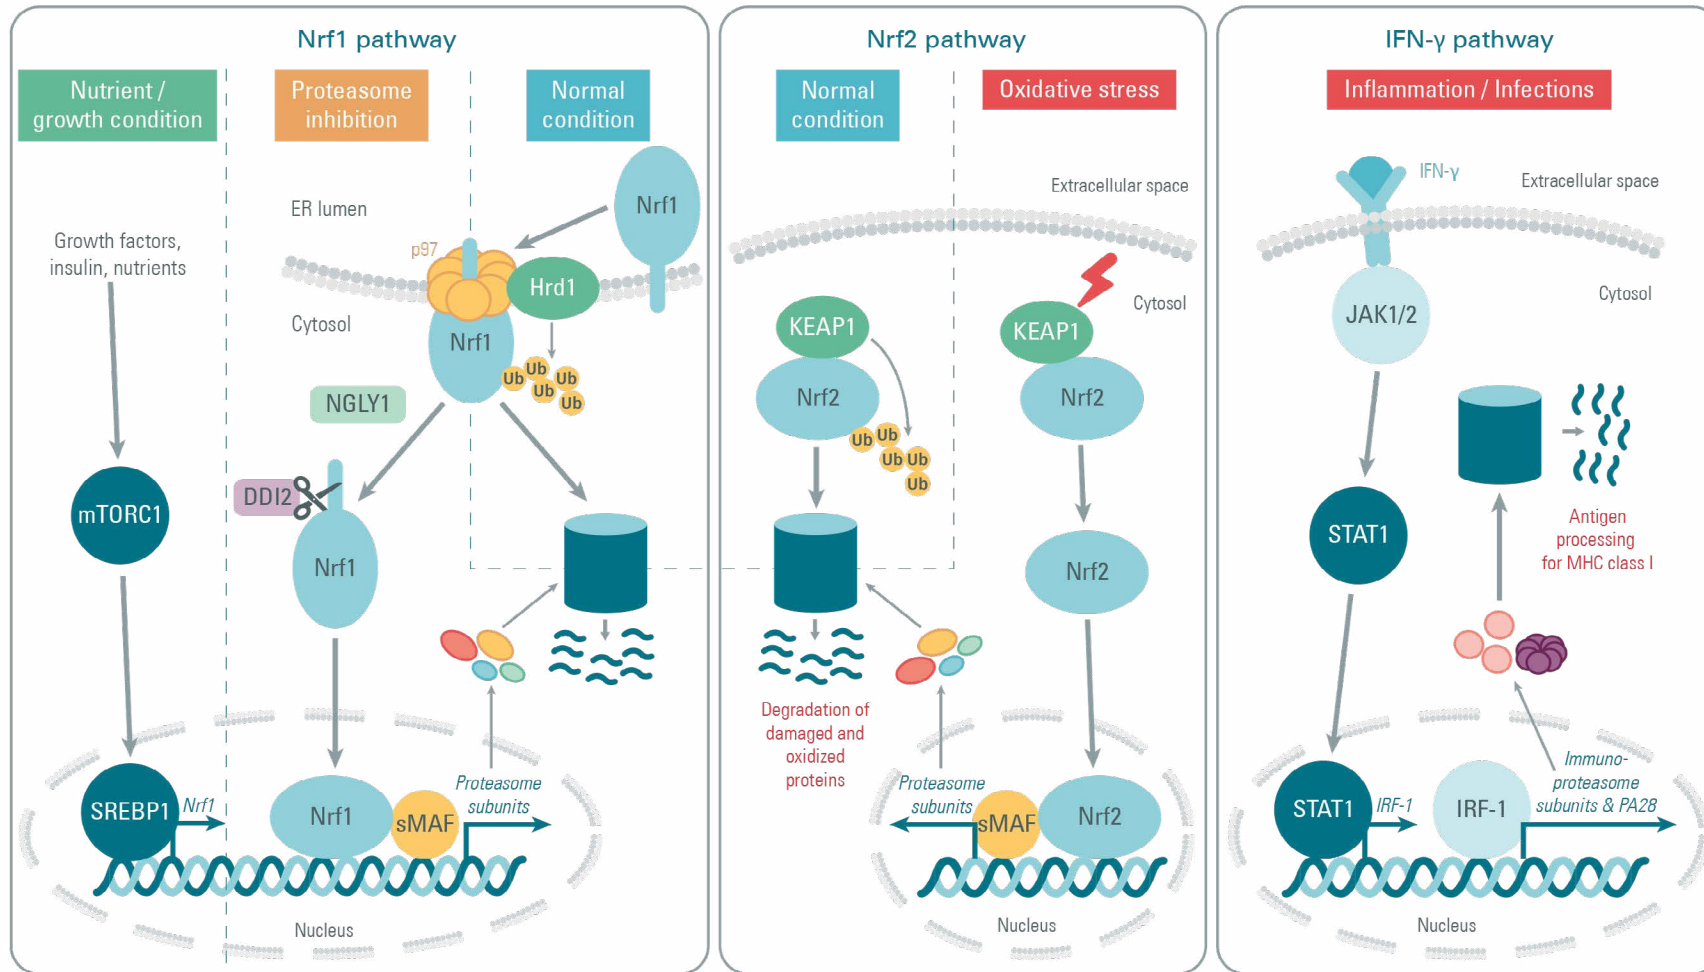 Nrf1 pathway
Nutrient /
growth condition
Proteasome
inhibition
Normal
condition
Growth factors,
insulin, nutrients
mTORC1
SREBP1
Nrf1
ER lumen
Cytosol
p97
Hrd1
Nrf1
Nrf1
Ub
Ub
Ub
Ub
Ub
NGLY1
DDI2
Nrf1
Nrf1
sMAF
Proteasome
subunits
Nucleus
Nrf2 pathway
Normal
condition
Oxidative stress
Extracellular space
Cytosol
KEAP1
Nrf2
Ub
Ub
Ub
Ub
Ub
KEAP1
Nrf2
Nrf2
Degradation of
damaged and
oxidized
proteins
Proteasome
subunits
sMAF
Nrf2
Nucleus
IFN-γ pathway
Inflammation / Infections
IFN-γ
Extracellular space
Cytosol
JAK1/2
STAT1
Antigen
processing
for MHC class I
STAT1
IRF-1
IRF-1
Immuno-
proteasome
subunits & PA28
Nucleus